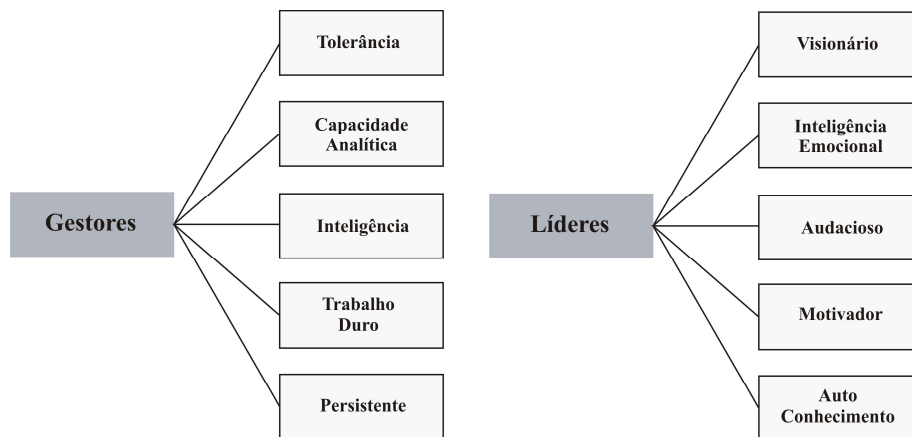 Gestores
Tolerância
Capacidade
Analítica
Inteligência
Trabalho
Duro
Persistente
Líderes
Visionário
Inteligência
Emocional
Audacioso
Motivador
Auto
Conhecimento